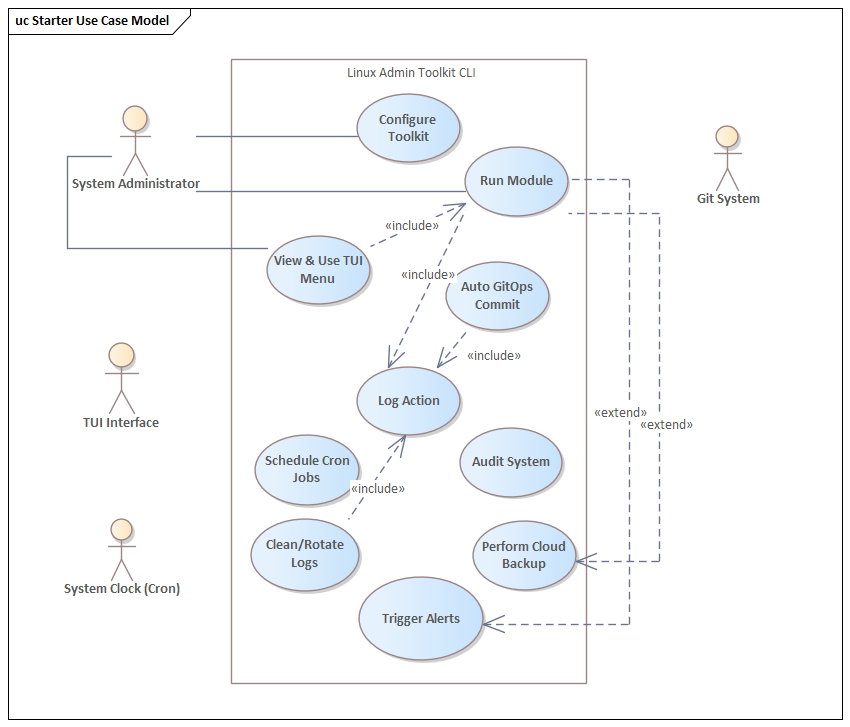 uc Starter Use Case Model
Linux Admin Toolkit CLI
Configure
Toolkit
System Administrator
Run Module
Git System
«include»
View & Use TUI
Menu
«include»
Auto GitOps
Commit
«include»
TUI Interface
Log Action
«extend»
«extend»
Schedule Cron
Jobs
Audit System
«include»
Clean/Rotate
Logs
Perform Cloud
Backup
System Clock (Cron)
Trigger Alerts